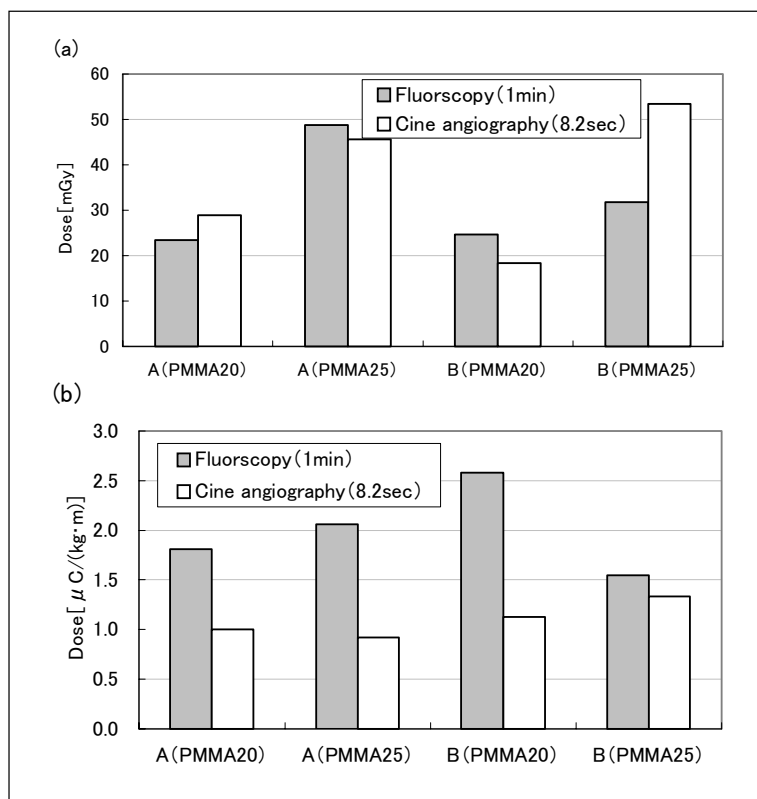 (a)
60
50
40
30
20
10
0
Dose[mGy]
Fluorscopy(1min)
Cine angiography(8.2sec)
A(PMMA20) A(PMMA25) B(PMMA20) B(PMMA25)
(b)
3.0
2.5
2.0
1.5
1.0
0.5
0.0
Dose[μC/(kg·m)]
Fluorscopy(1min)
Cine angiography(8.2sec)
A(PMMA20) A(PMMA25) B(PMMA20) B(PMMA25)